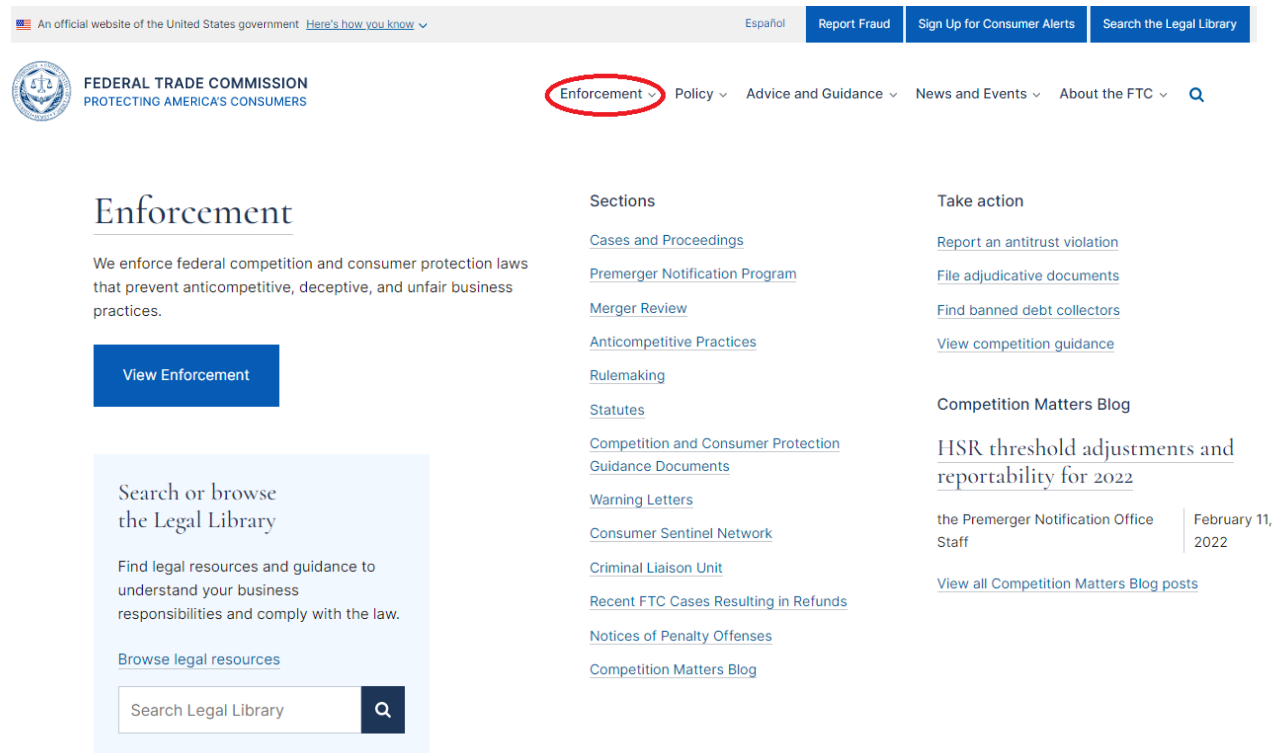 An official website of the United States government Here's how you know
Español
Report Fraud
Sign Up for Consumer Alerts
Search the Legal Library
FEDERAL TRADE COMMISSION
PROTECTING AMERICA'S CONSUMERS
Enforcement
Policy
Advice and Guidance
News and Events
About the FTC
Enforcement
We enforce federal competition and consumer protection laws
that prevent anticompetitive, deceptive, and unfair business
practices.
View Enforcement
Search or browse
the Legal Library
Find legal resources and guidance to
understand your business
responsibilities and comply with the law.
Browse legal resources
Search Legal Library
Sections
Cases and Proceedings
Premerger Notification Program
Merger Review
Anticompetitive Practices
Rulemaking
Statutes
Competition and Consumer Protection
Guidance Documents
Warning Letters
Consumer Sentinel Network
Criminal Liaison Unit
Recent FTC Cases Resulting in Refunds
Notices of Penalty Offenses
Competition Matters Blog
Take action
Report an antitrust violation
File adjudicative documents
Find banned debt collectors
View competition guidance
Competition Matters Blog
HSR threshold adjustments and
reportability for 2022
the Premerger Notification Office
Staff
February 11,
2022
View all Competition Matters Blog posts